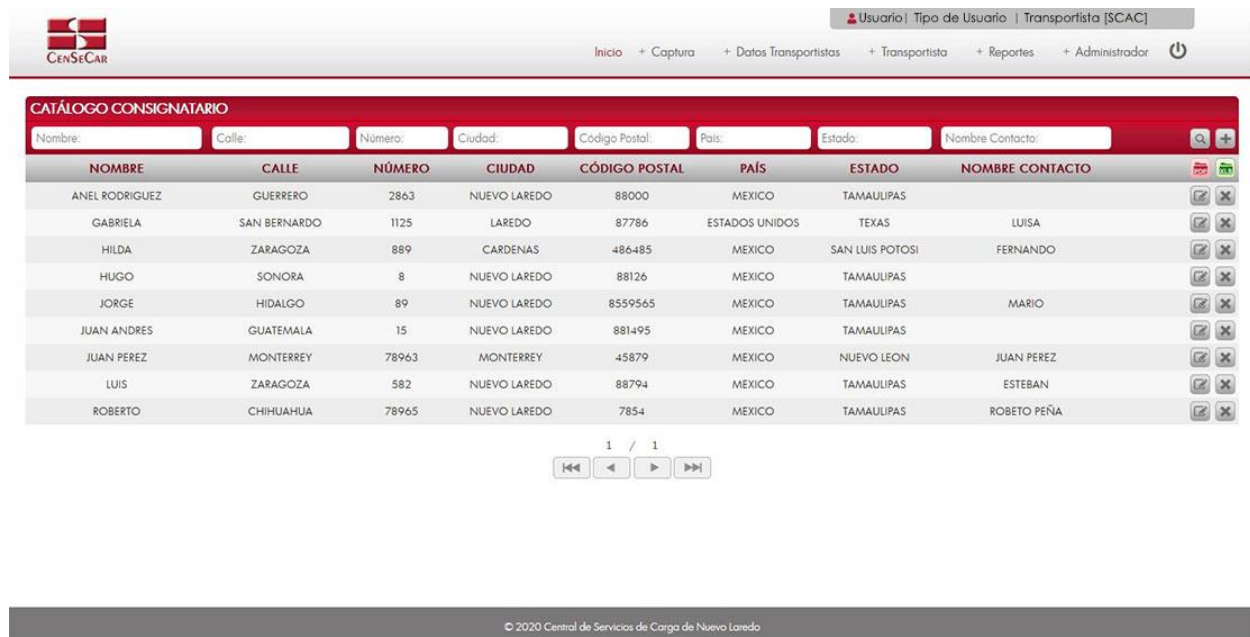 Usuario| Tipo de Usuario | Transportista [SCAC]
CENSECAR
Inicio + Captura + Datos Transportistas + Transportista + Reportes + Administrador
CATÁLOGO CONSIGNATARIO
Nombre: Calle: Número: Ciudad: Código Postal: País: Estado: Nombre Contacto:
NOMBRE CALLE NÚMERO CIUDAD CÓDIGO POSTAL PAÍS ESTADO NOMBRE CONTACTO PDF XLS
ANEL RODRIGUEZ GUERRERO 2863 NUEVO LAREDO 88000 MEXICO TAMAULIPAS
GABRIELA SAN BERNARDO 1125 LAREDO 87786 ESTADOS UNIDOS TEXAS LUISA
HILDA ZARAGOZA 889 CARDENAS 486485 MEXICO SAN LUIS POTOSI FERNANDO
HUGO SONORA 8 NUEVO LAREDO 88126 MEXICO TAMAULIPAS
JORGE HIDALGO 89 NUEVO LAREDO 8559565 MEXICO TAMAULIPAS MARIO
JUAN ANDRES GUATEMALA 15 NUEVO LAREDO 881495 MEXICO TAMAULIPAS
JUAN PEREZ MONTERREY 78963 MONTERREY 45879 MEXICO NUEVO LEON JUAN PEREZ
LUIS ZARAGOZA 582 NUEVO LAREDO 88794 MEXICO TAMAULIPAS ESTEBAN
ROBERTO CHIHUAHUA 78965 NUEVO LAREDO 7854 MEXICO TAMAULIPAS ROBETO PEÑA
1 / 1
© 2020 Central de Servicios de Carga de Nuevo Laredo